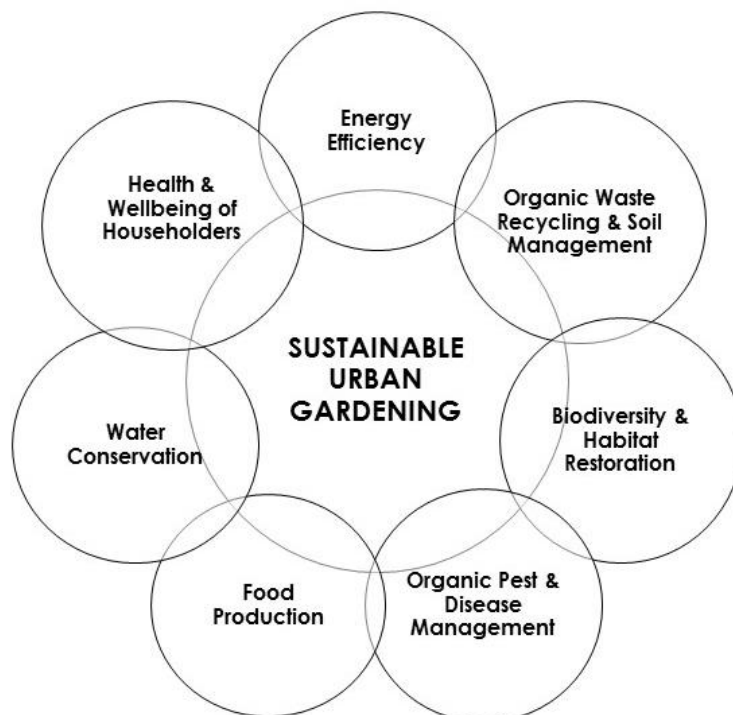 Energy
Efficiency
Health &
Wellbeing of
Householders
Organic Waste
Recycling & Soil
Management
SUSTAINABLE
URBAN
GARDENING
Water
Conservation
Biodiversity &
Habitat
Restoration
Food
Production
Organic Pest &
Disease
Management